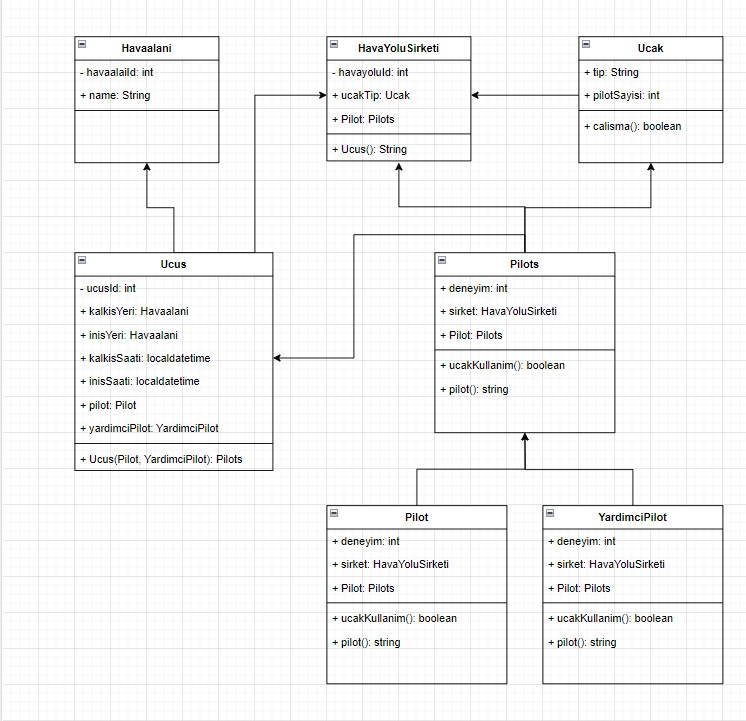 Havaalani
- havaalaiId: int
+ name: String
HavaYoluSirketi
- havayoluId: int
+ ucakTip: Ucak
+ Pilot: Pilots
+ Ucus(): String
Ucak
+ tip: String
+ pilotSayisi: int
+ calisma(): boolean
Ucus
- ucusId: int
+ kalkisYeri: Havaalani
+ inisYeri: Havaalani
+ kalkisSaati: localdatetime
+ inisSaati: localdatetime
+ pilot: Pilot
+ yardimciPilot: YardimciPilot
+ Ucus(Pilot, YardimciPilot): Pilots
Pilots
+ deneyim: int
+ sirket: HavaYoluSirketi
+ Pilot: Pilots
+ ucakKullanim(): boolean
+ pilot(): string
Pilot
+ deneyim: int
+ sirket: HavaYoluSirketi
+ Pilot: Pilots
+ ucakKullanim(): boolean
+ pilot(): string
YardimciPilot
+ deneyim: int
+ sirket: HavaYoluSirketi
+ Pilot: Pilots
+ ucakKullanim(): boolean
+ pilot(): string